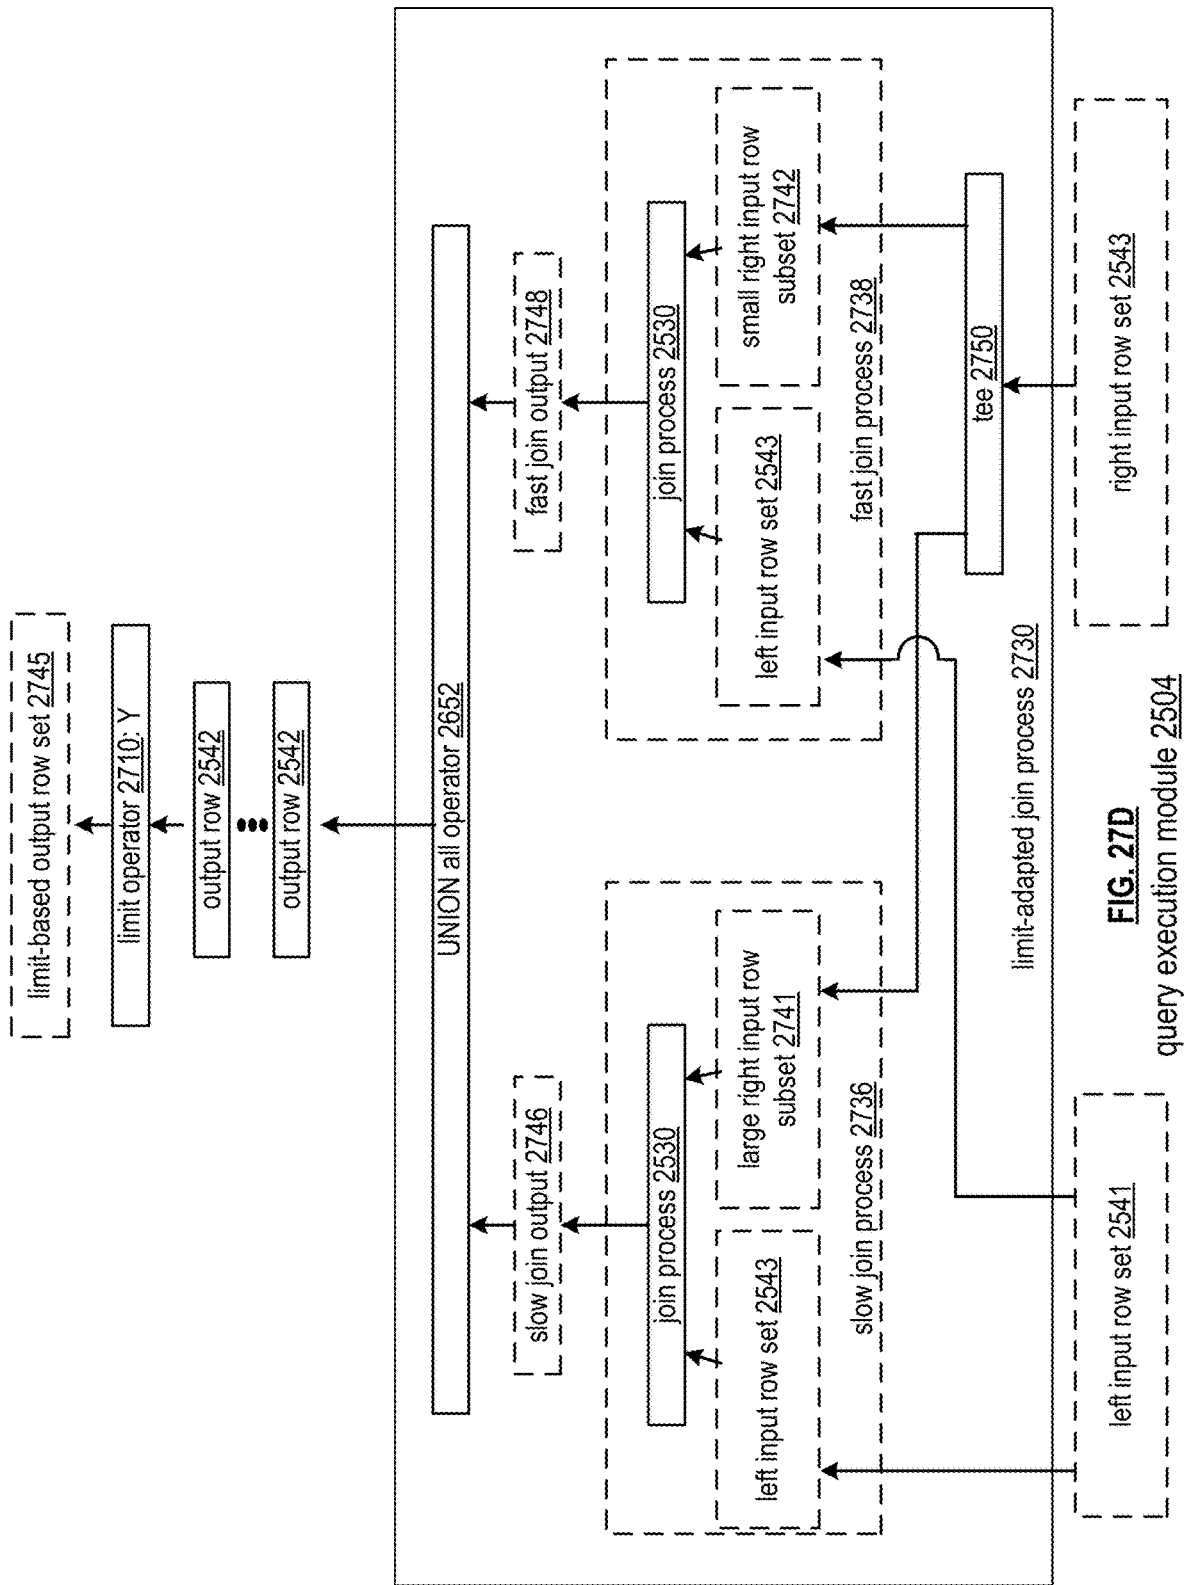 limit-based output row set 2745
limit operator 2710: Y
output row 2542
output row 2542
UNION all operator 2652
slow join output 2746
fast join output 2748
join process 2530
join process 2530
left input row set 2543
large right input row
subset 2741
left input row set 2543
small right input row
subset 2742
slow join process 2736
fast join process 2738
tee 2750
limit-adapted join process 2730
left input row set 2541
right input row set 2543
FIG. 27D
query execution module 2504